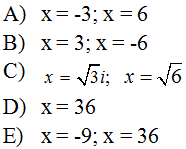 A) x = -3; x = 6
B) x = 3; x = -6
C) x = √3i; x = √6
D) x = 36
E) x = -9; x = 36